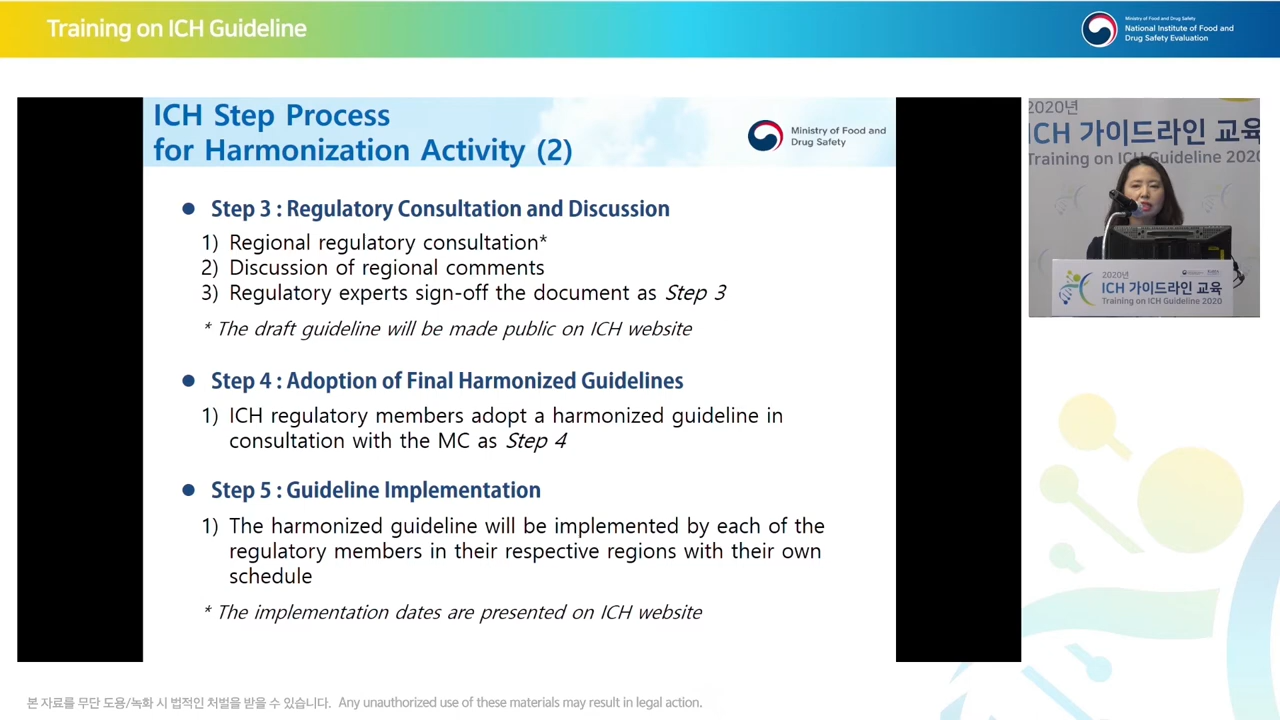 Training on ICH Guideline
Ministry of Food and Drug Safety
National Institute of Food and
Drug Safety Evaluation
ICH Step Process
for Harmonization Activity (2)
Ministry of Food and
Drug Safety
● Step 3 : Regulatory Consultation and Discussion
1) Regional regulatory consultation*
2) Discussion of regional comments
3) Regulatory experts sign-off the document as Step 3
* The draft guideline will be made public on ICH website
● Step 4 : Adoption of Final Harmonized Guidelines
1) ICH regulatory members adopt a harmonized guideline in
consultation with the MC as Step 4
● Step 5 : Guideline Implementation
1) The harmonized guideline will be implemented by each of the
regulatory members in their respective regions with their own
schedule
* The implementation dates are presented on ICH website
2020년
ICH 가이드라인 교육
Training on ICH Guideline 2020
2020년
ICH 가이드라인 교육
Training on ICH Guideline 2020
본 자료를 무단 도용/녹화 시 법적인 처벌을 받을 수 있습니다. Any unauthorized use of these materials may result in legal action.